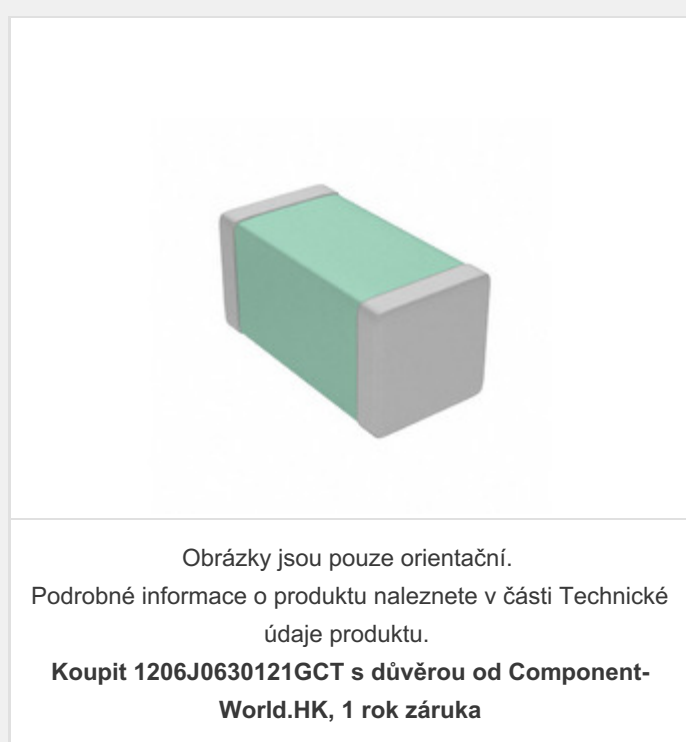 Obrázky jsou pouze orientační.
Podrobné informace o produktu naleznete v části Technické
údaje produktu.
Koupit 1206J0630121GCT s důvěrou od Component-
World.HK, 1 rok záruka